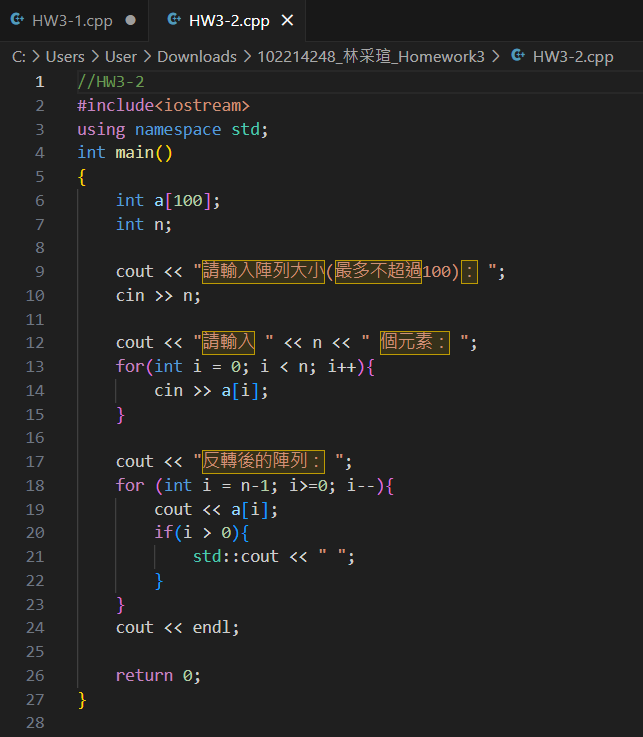 HW3-1.cpp ● HW3-2.cpp ×
C: > Users > User > Downloads > 102214248_林采瑄_Homework3 > HW3-2.cpp
1 //HW3-2
2 #include<iostream>
3 using namespace std;
4 int main()
5 {
6     int a[100];
7     int n;
8
9     cout << "請輸入陣列大小(最多不超過100)： ";
10     cin >> n;
11
12     cout << "請輸入 " << n << " 個元素： ";
13     for(int i = 0; i < n; i++){
14         cin >> a[i];
15     }
16
17     cout << "反轉後的陣列： ";
18     for (int i = n-1; i>=0; i--){
19         cout << a[i];
20         if(i > 0){
21             std::cout << " ";
22         }
23     }
24     cout << endl;
25
26     return 0;
27 }
28